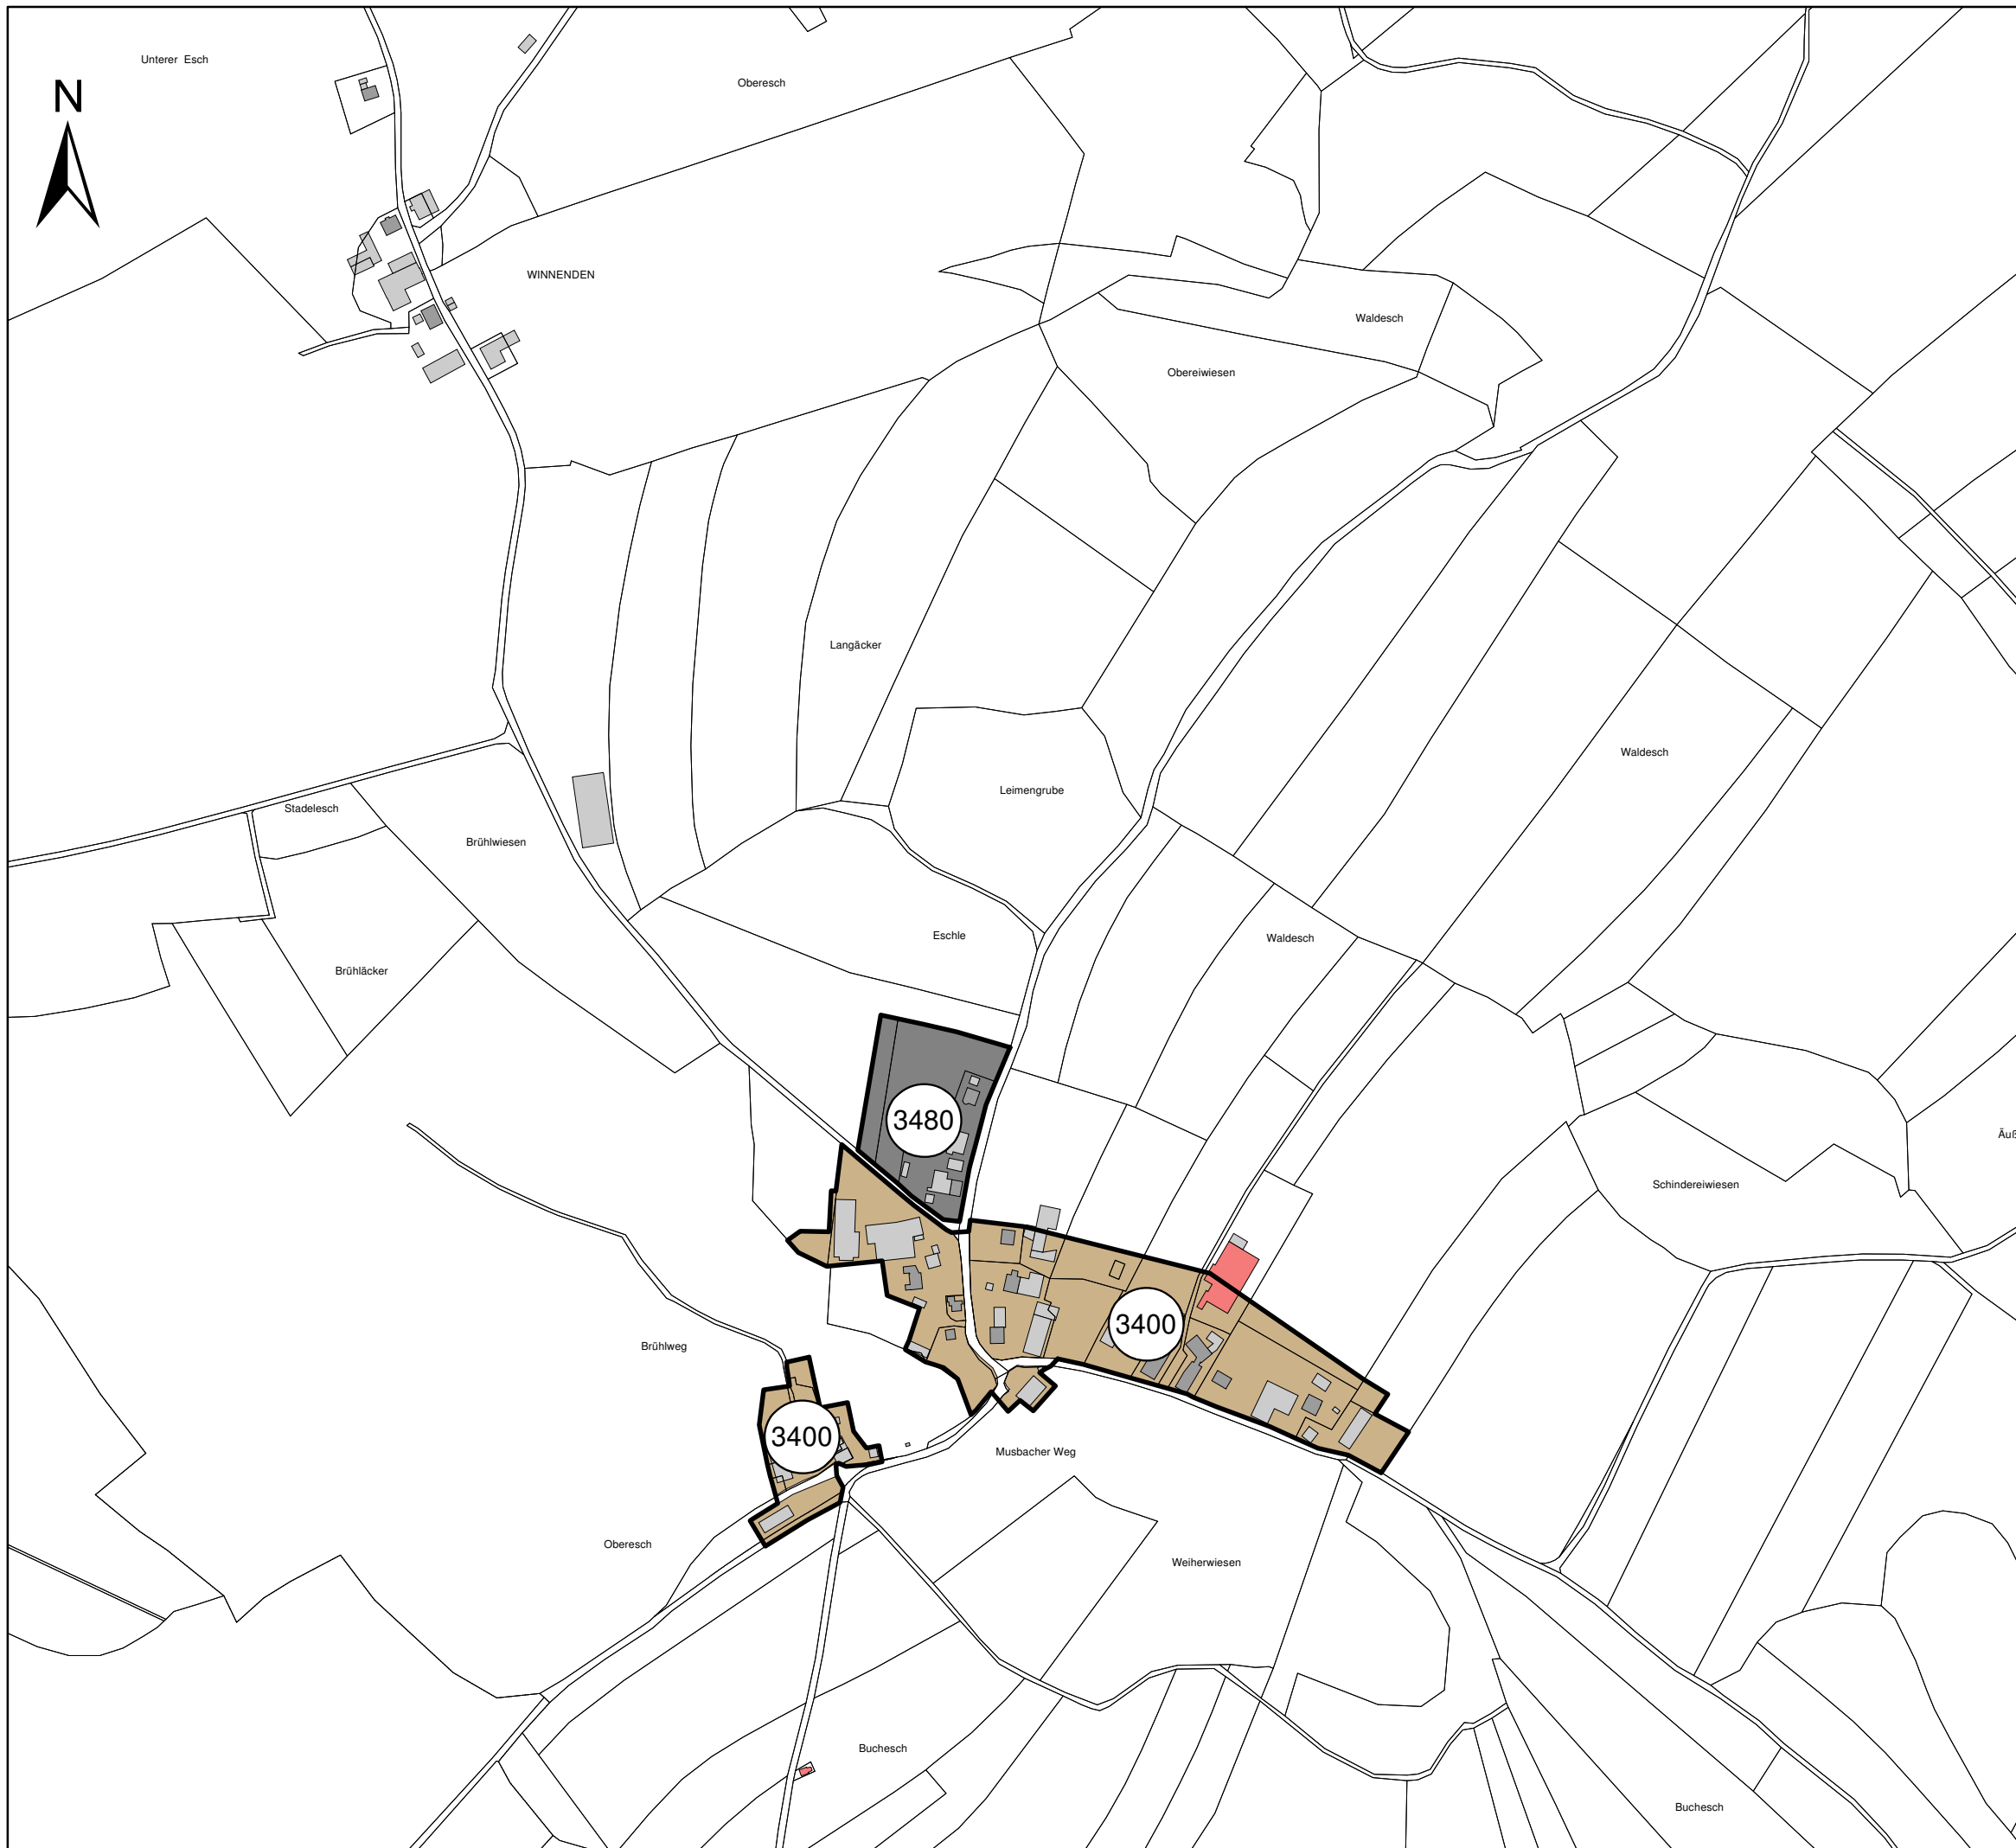 Unterer Esch
N
Oberesch
WINNENDEN
Waldesch
Obereiwiesen
Langäcker
Waldesch
Leimengrube
Stadelesch
Brühlwiesen
Eschle
Waldesch
Brühläcker
3480
Äuß
Schindereiwiesen
3400
Brühlweg
3400
Musbacher Weg
Oberesch
Weiherwiesen
Buchesch
Buchesch